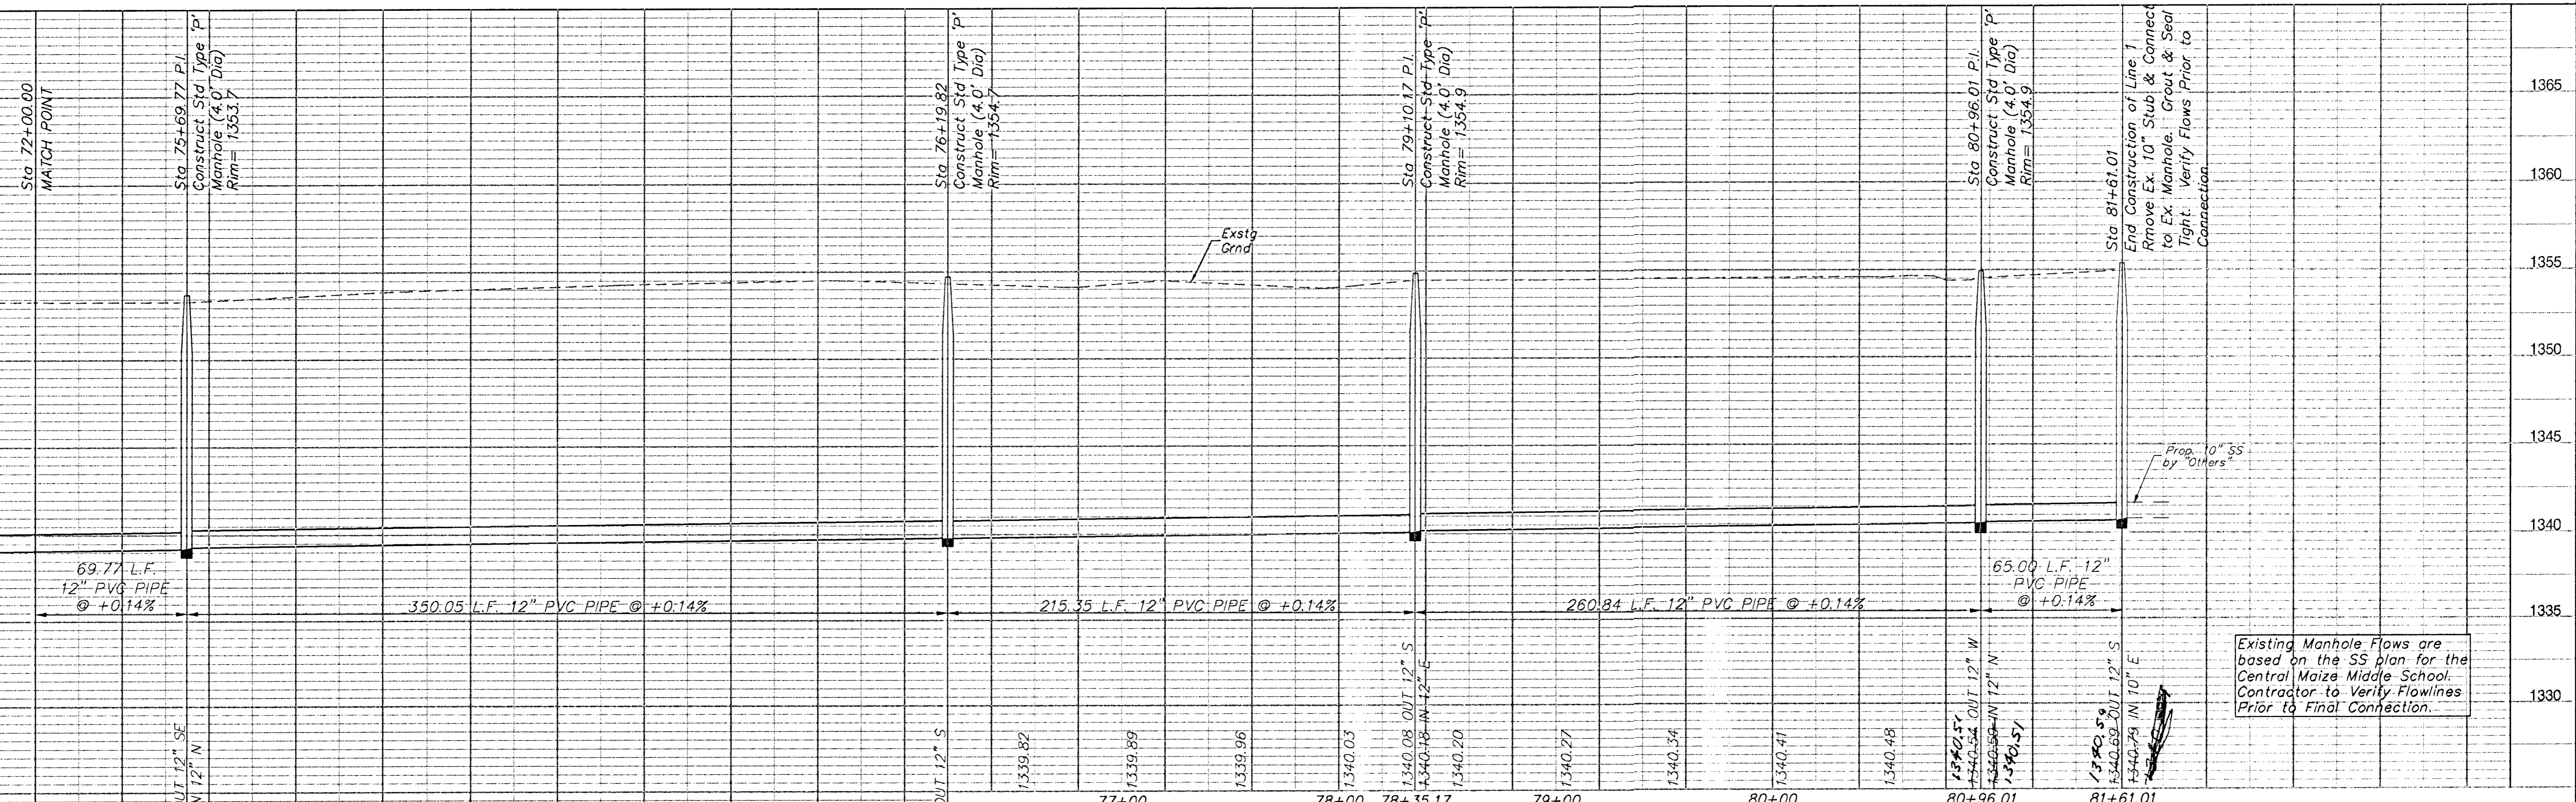 Sta 72+00.00
MATCH POINT
Sta 75+69.77 P.I.
Construct Std Type 'P'
Manhole (4.0' Dia)
Rim= 1353.7
Sta 76+19.82
Construct Std Type 'P'
Manhole (4.0' Dia)
Rim= 1354.7
Sta 79+10.17 P.I.
Construct Std Type 'P'
Manhole (4.0' Dia)
Rim= 1354.9
Sta 80+96.01 P.I.
Construct Std Type 'P'
Manhole (4.0' Dia)
Rim= 1354.9
Sta 81+61.01
End Construction of Line 1
Rmove Ex. 10" Stub & Connect
to Ex. Manhole. Grout & Seal
Tight. Verify Flows Prior to
Connection
1365
1360
1355
1350
1345
1340
1335
1330
Exstg
Grnd
Prop. 10" SS
by "Others"
69.77 L.F.
12" PVC PIPE
@ +0.14%
350.05 L.F. 12" PVC PIPE @ +0.14%
215.35 L.F. 12" PVC PIPE @ +0.14%
260.84 L.F. 12" PVC PIPE @ +0.14%
65.00 L.F. 12"
PVC PIPE
@ +0.14%
Existing Manhole Flows are
based on the SS plan for the
Central Maize Middle School.
Contractor to Verify Flowlines
Prior to Final Connection.
OUT 12" SE
IN 12" N
OUT 12" S
1339.82
1339.89
1339.96
1340.03
1340.08 OUT 12" S
1340.18 IN 12" E
1340.20
1340.27
1340.34
1340.41
1340.48
1340.51
1340.54 OUT 12" W
1340.59 IN 12" N
1340.51
1340.59
1340.69 OUT 12" S
1340.79 IN 10" E
77+00
78+00
78+35.17
79+00
80+00
80+96.01
81+61.01